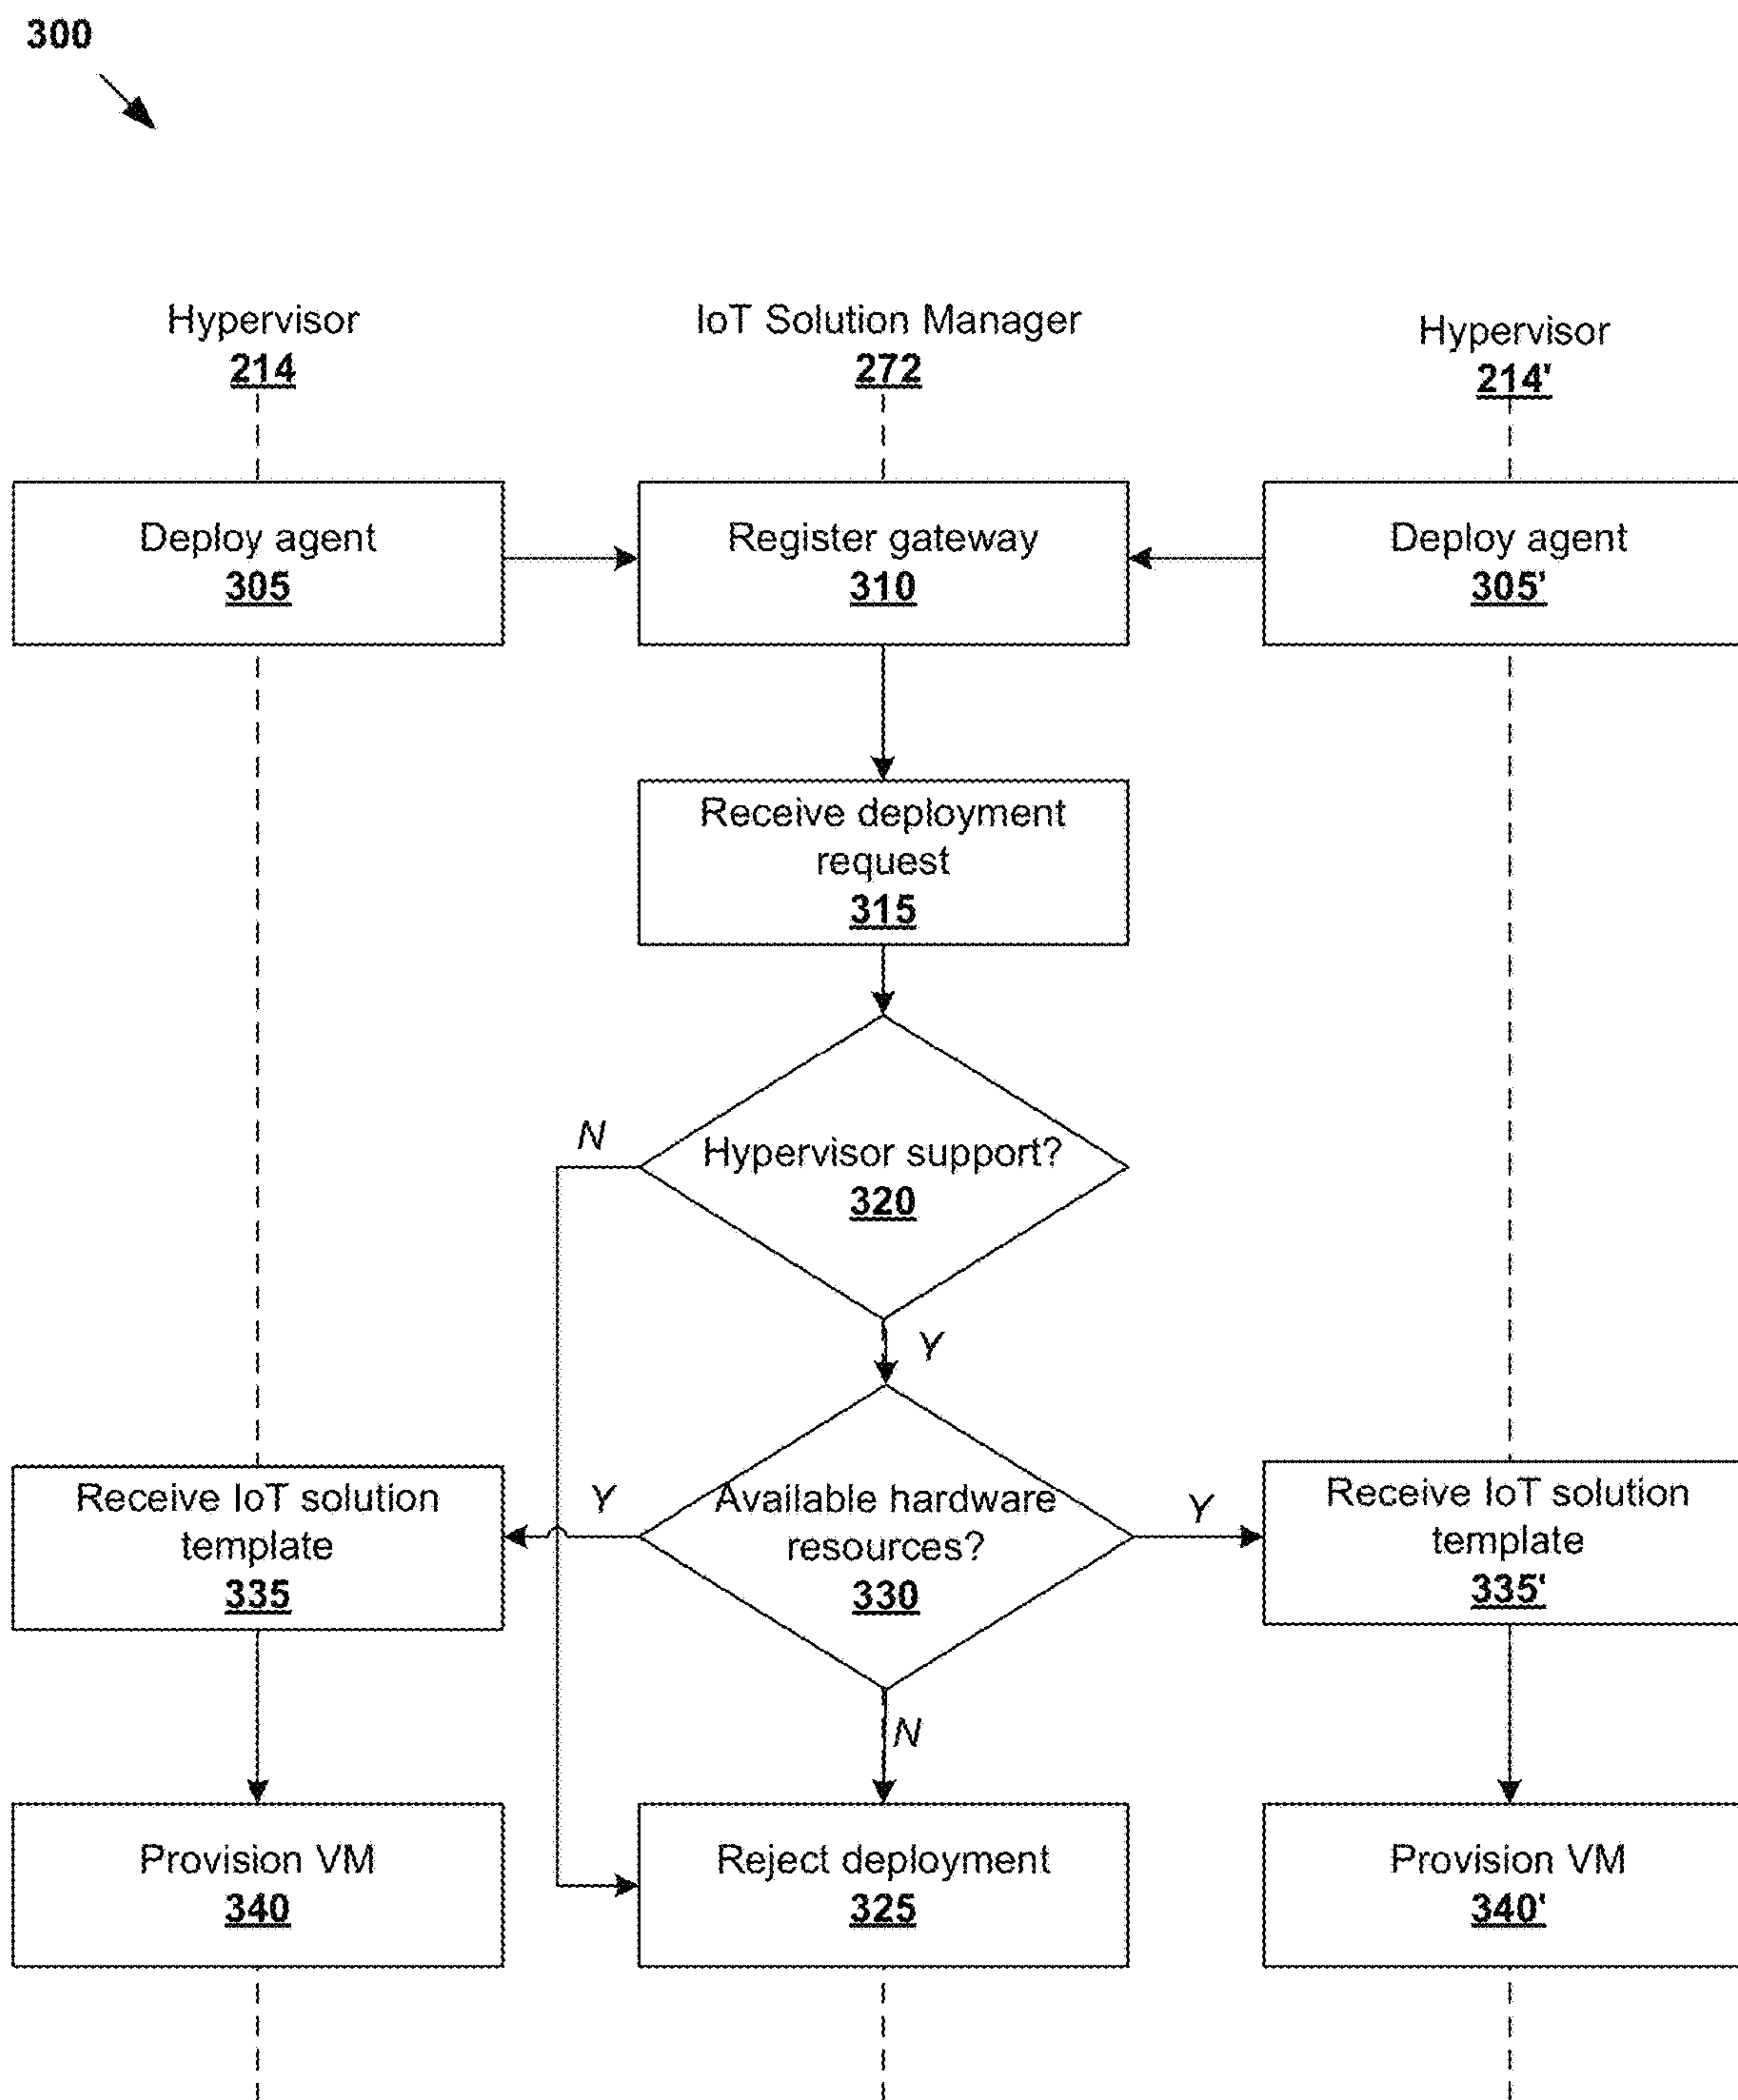 300
Hypervisor
214
IoT Solution Manager
272
Hypervisor
214'
Deploy agent
305
Register gateway
310
Deploy agent
305'
Receive deployment
request
315
N
Hypervisor support?
320
Y
Receive IoT solution
template
335
Y
Available hardware
resources?
330
Y
Receive IoT solution
template
335'
N
Provision VM
340
Reject deployment
325
Provision VM
340'